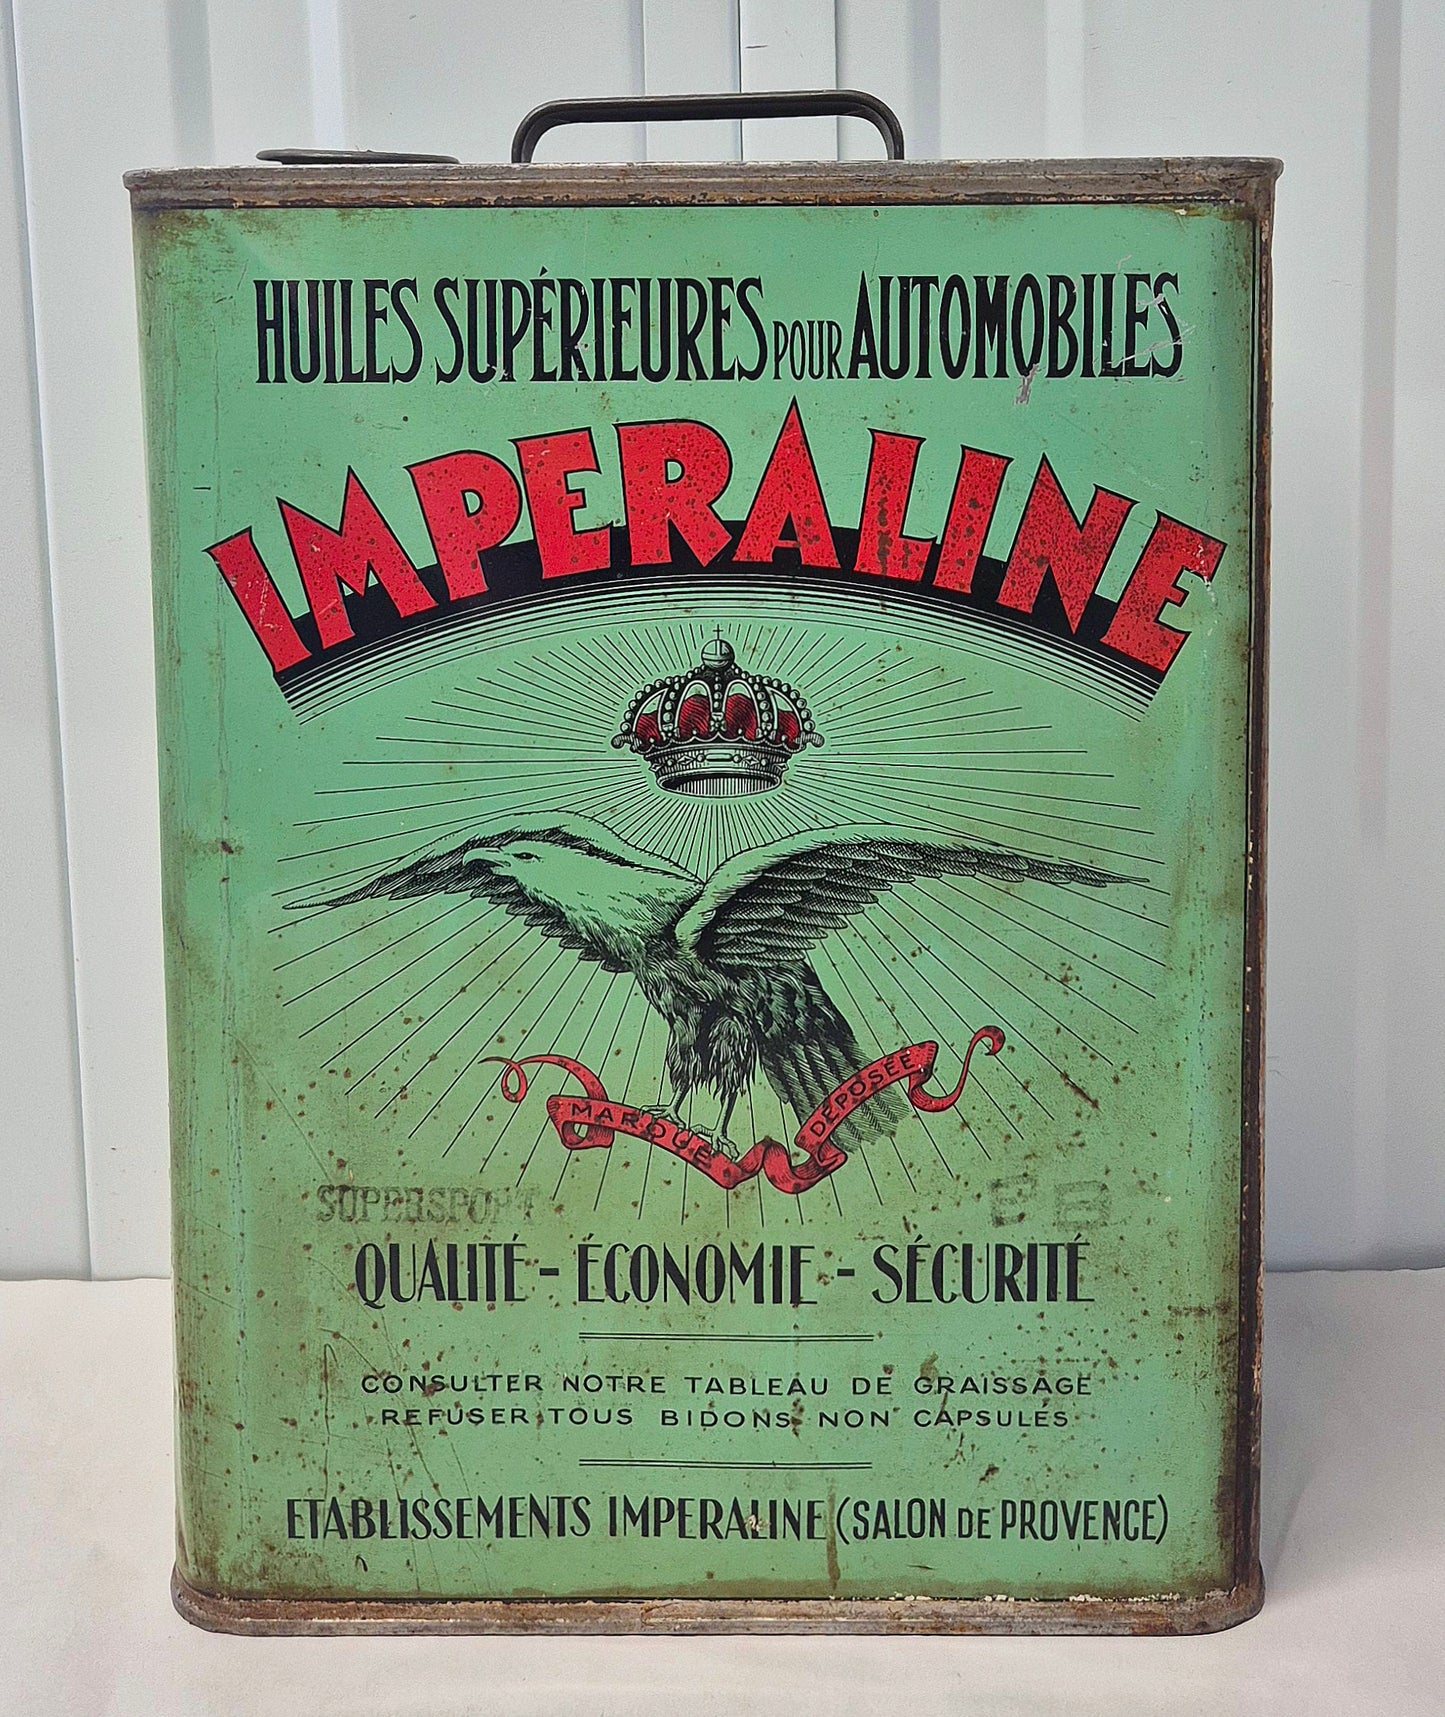 HUILES SUPÉRIEURES POUR AUTOMOBILES
IMPERALINE
MARQUE DÉPOSÉE
SUPERSPORT
QUALITÉ - ÉCONOMIE - SÉCURITÉ
CONSULTER NOTRE TABLEAU DE GRAISSAGE
REFUSER TOUS BIDONS NON CAPSULÉS
ETABLISSEMENTS IMPERALINE (SALON DE PROVENCE)